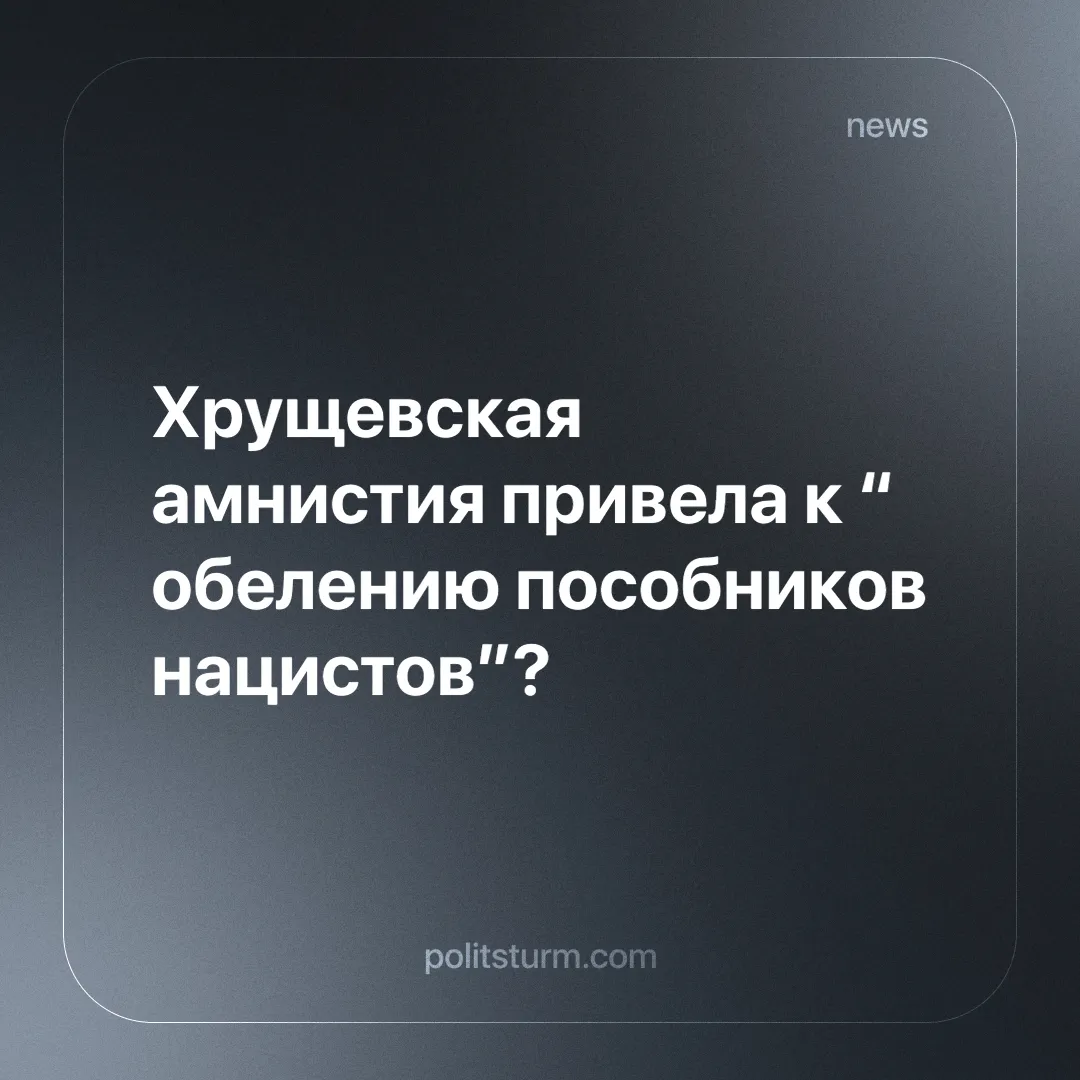 news
Хрущевская
амнистия привела к “
обелению пособников
нацистов”?
politsturm.com